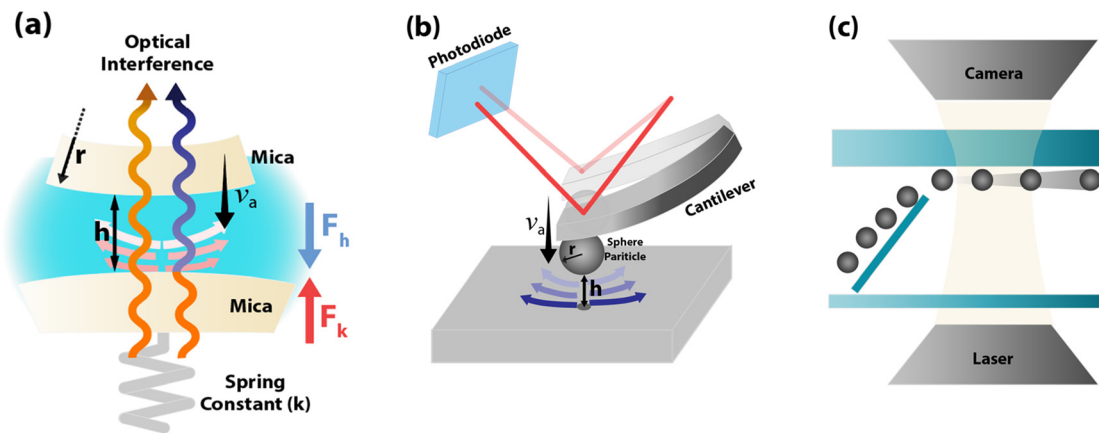 (a)
Optical
Interference
r
Mica
v_a
h
F_h
Mica
F_k
Spring
Constant (k)
(b)
Photodiode
Cantilever
v_a
r
Sphere
Pariticle
h
(c)
Camera
Laser